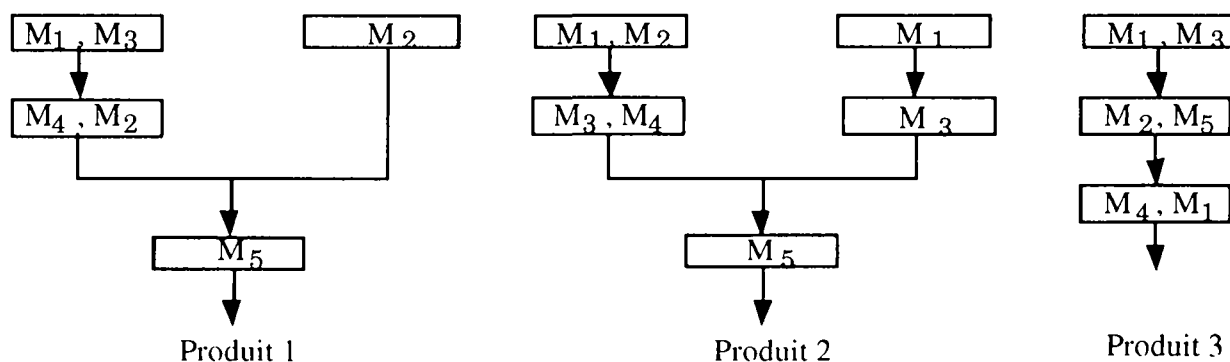 M1 , M3
M2
M1, M2
M1
M1 , M3
M4 , M2
M3 , M4
M 3
M2, M5
M4 , M1
M5
M5
Produit 1
Produit 2
Produit 3